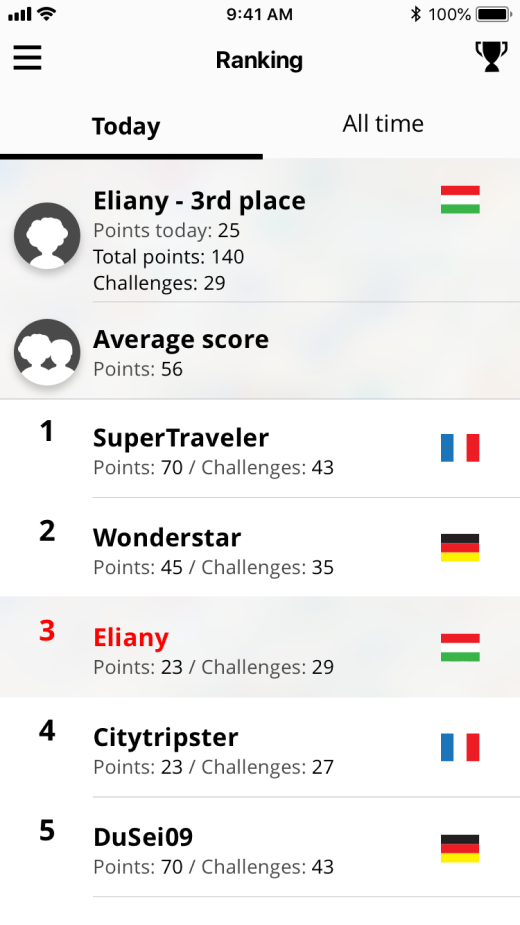 9:41 AM 100%
Ranking
Today All time
Eliany - 3rd place
Points today: 25
Total points: 140
Challenges: 29
Average score
Points: 56
1 SuperTraveler
Points: 70 / Challenges: 43
2 Wonderstar
Points: 45 / Challenges: 35
3 Eliany
Points: 23 / Challenges: 29
4 Citytripster
Points: 23 / Challenges: 27
5 DuSei09
Points: 70 / Challenges: 43